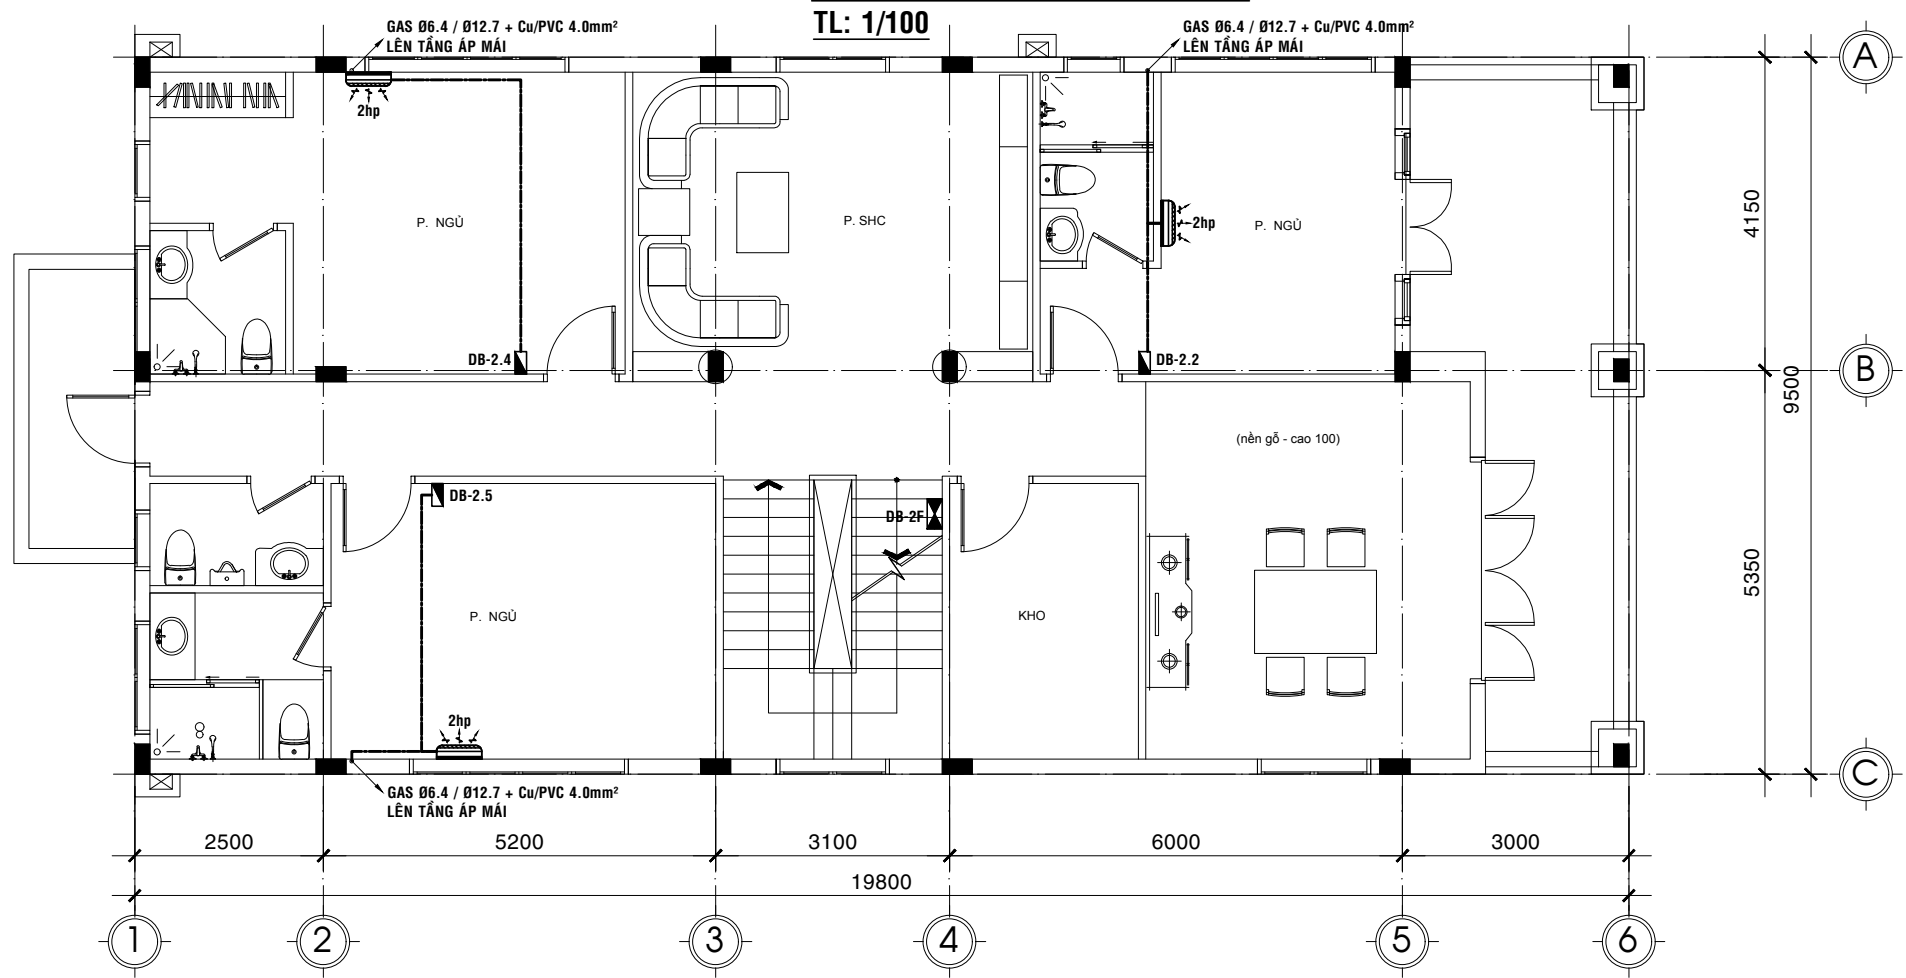 TL: 1/100
GAS Ø6.4 / Ø12.7 + Cu/PVC 4.0mm²
LÊN TẦNG ÁP MÁI
GAS Ø6.4 / Ø12.7 + Cu/PVC 4.0mm²
LÊN TẦNG ÁP MÁI
A
2hp
P. NGỦ
P. SHC
2hp
P. NGỦ
4150
DB-2.4
DB-2.2
B
9500
(nền gỗ - cao 100)
DB-2.5
DB-2F
5350
P. NGỦ
KHO
2hp
C
GAS Ø6.4 / Ø12.7 + Cu/PVC 4.0mm²
LÊN TẦNG ÁP MÁI
2500
5200
3100
6000
3000
19800
1
2
3
4
5
6